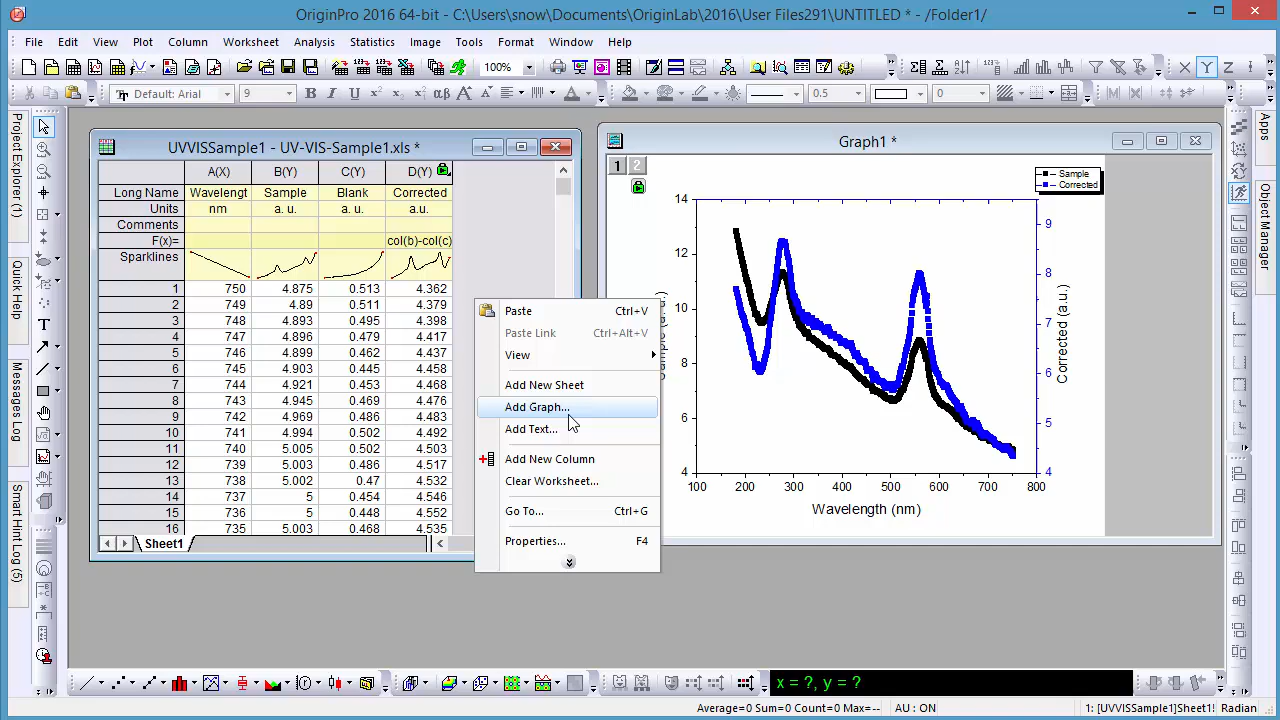 OriginPro 2016 64-bit - C:\Users\snow\Documents\OriginLab\2016\User Files291\UNTITLED * - /Folder1/
File Edit View Plot Column Worksheet Analysis Statistics Image Tools Format Window Help
100%
Default: Arial 9 B I U 0.5 0
Project Explorer (1)
Quick Help
Messages Log
Smart Hint Log (5)
UVVISSample1 - UV-VIS-Sample1.xls *
A(X) B(Y) C(Y) D(Y)
Long Name Wavelengt Sample Blank Corrected
Units nm a. u. a. u. a.u.
Comments
F(x)= col(b)-col(c)
Sparklines
1 750 4.875 0.513 4.362
2 749 4.89 0.511 4.379
3 748 4.893 0.495 4.398
4 747 4.896 0.479 4.417
5 746 4.899 0.462 4.437
6 745 4.903 0.445 4.458
7 744 4.921 0.453 4.468
8 743 4.945 0.469 4.476
9 742 4.966 0.483 4.483
10 741 4.994 0.502 4.492
11 740 5.008 0.505 4.503
12 739 5.003 0.486 4.517
13 738 5.002 0.47 4.532
14 737 5 0.454 4.546
15 736 5 0.448 4.552
16 735 5.003 0.468 4.535
Sheet1
Paste Ctrl+V
Paste Link Ctrl+Alt+V
View
Add New Sheet
Add Graph...
Add Text...
Add New Column
Clear Worksheet...
Go To... Ctrl+G
Properties... F4
Graph1 *
1 2
Sample
Corrected
14
12
10
8
6
4
(a. u.)
100 200 300 400 500 600 700 800
Wavelength (nm)
9
8
7
6
5
4
Corrected (a.u.)
Apps
Object Manager
x = ?, y = ?
Average=0 Sum=0 Count=0 Max=-- AU : ON 1: [UVVISSample1]Sheet1! Radian